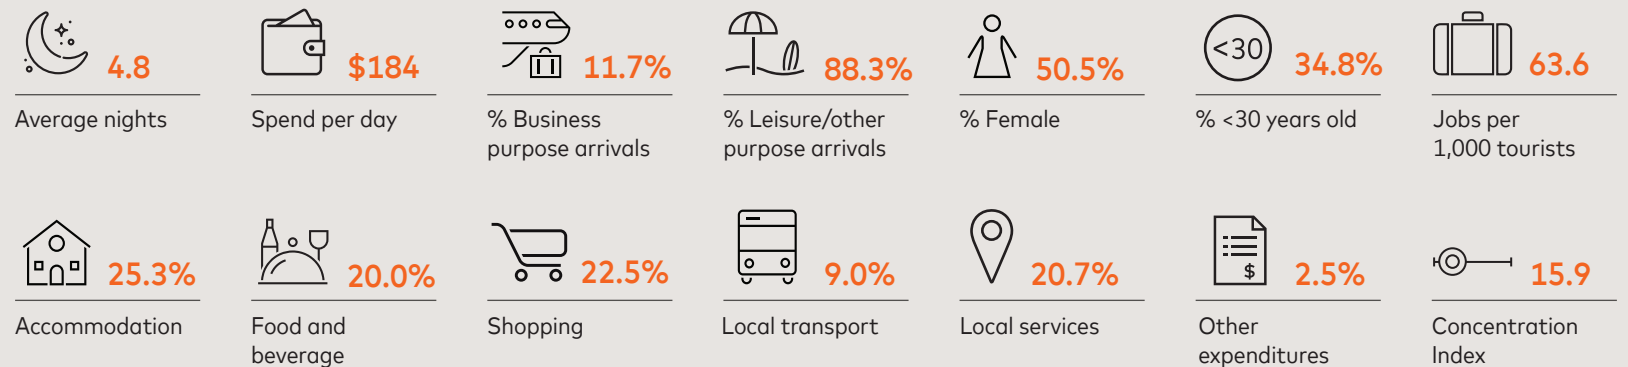 4.8
Average nights
$184
Spend per day
11.7%
% Business
purpose arrivals
88.3%
% Leisure/other
purpose arrivals
50.5%
% Female
<30
34.8%
% <30 years old
63.6
Jobs per
1,000 tourists
25.3%
Accommodation
20.0%
Food and
beverage
22.5%
Shopping
9.0%
Local transport
20.7%
Local services
$
2.5%
Other
expenditures
15.9
Concentration
Index